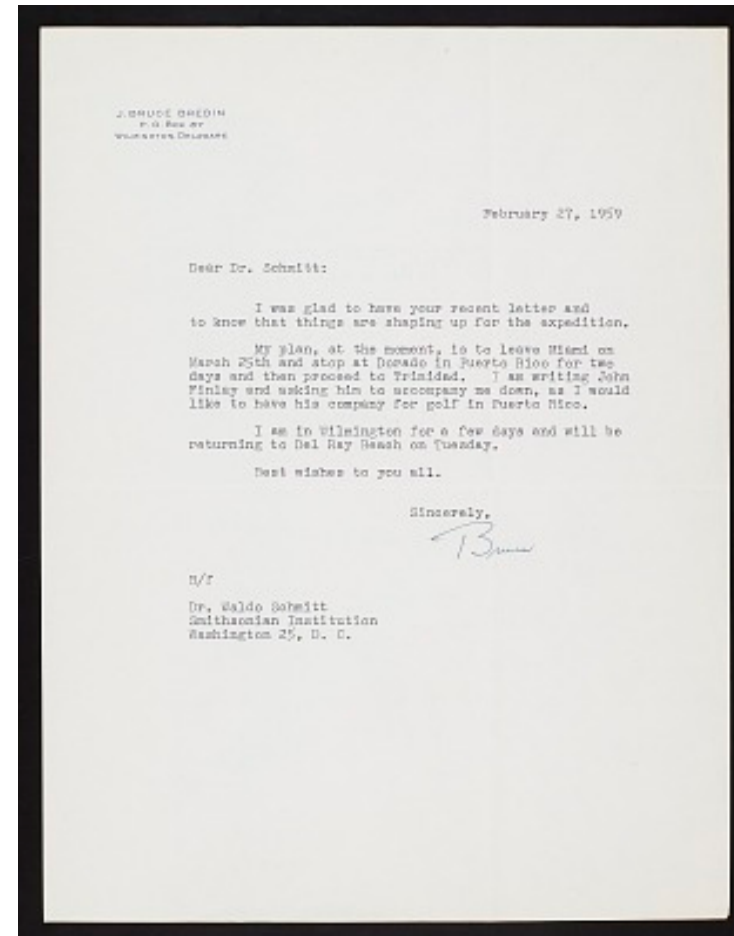 J. BRUCE BREDIN
P. O. BOX 87
WILMINGTON, DELAWARE
February 27, 1959
Dear Dr. Schmitt:
I was glad to have your recent letter and
to know that things are shaping up for the expedition.
My plan, at the moment, is to leave Miami on
March 25th and stop at Dorado in Puerto Rico for two
days and then proceed to Trinidad. I am writing John
Finlay and asking him to accompany me down, as I would
like to have his company for golf in Puerto Rico.
I am in Wilmington for a few days and will be
returning to Del Ray Beach on Tuesday.
Best wishes to you all.
Sincerely,
Bruce
Dr. Waldo Schmitt
Smithsonian Institution
Washington 25, D. C.